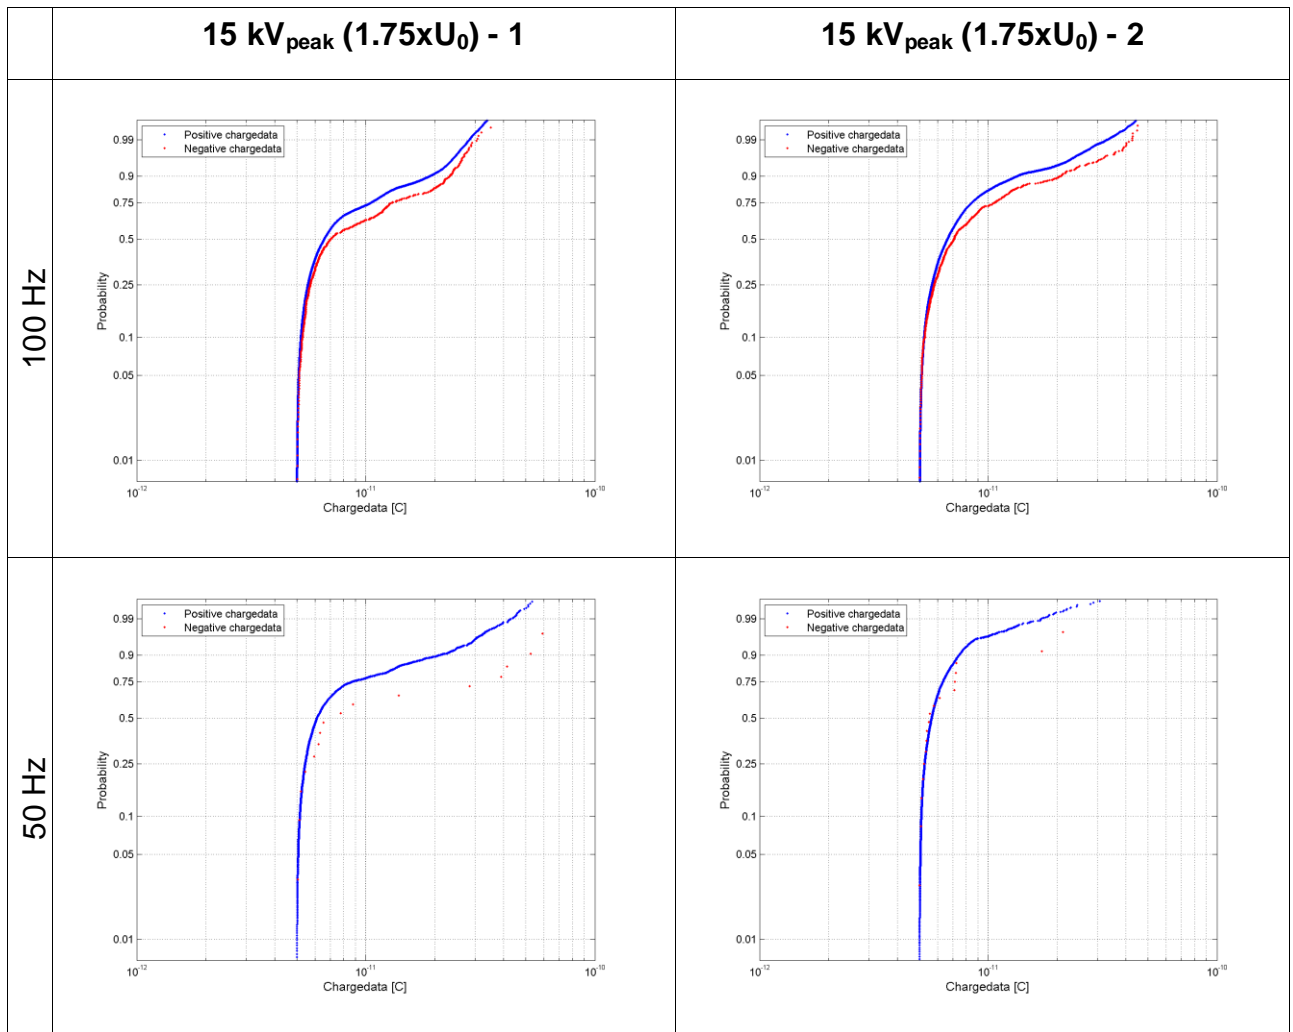 15 kVpeak (1.75xU0) - 1
15 kVpeak (1.75xU0) - 2
100 Hz
Positive chargedata
Negative chargedata
0.99
0.9
0.75
0.5
0.25
0.1
0.05
0.01
Probability
10-12
10-11
10-10
Chargedata [C]
Positive chargedata
Negative chargedata
0.99
0.9
0.75
0.5
0.25
0.1
0.05
0.01
Probability
10-12
10-11
10-10
Chargedata [C]
50 Hz
Positive chargedata
Negative chargedata
0.99
0.9
0.75
0.5
0.25
0.1
0.05
0.01
Probability
10-12
10-11
10-10
Chargedata [C]
Positive chargedata
Negative chargedata
0.99
0.9
0.75
0.5
0.25
0.1
0.05
0.01
Probability
10-12
10-11
10-10
Chargedata [C]